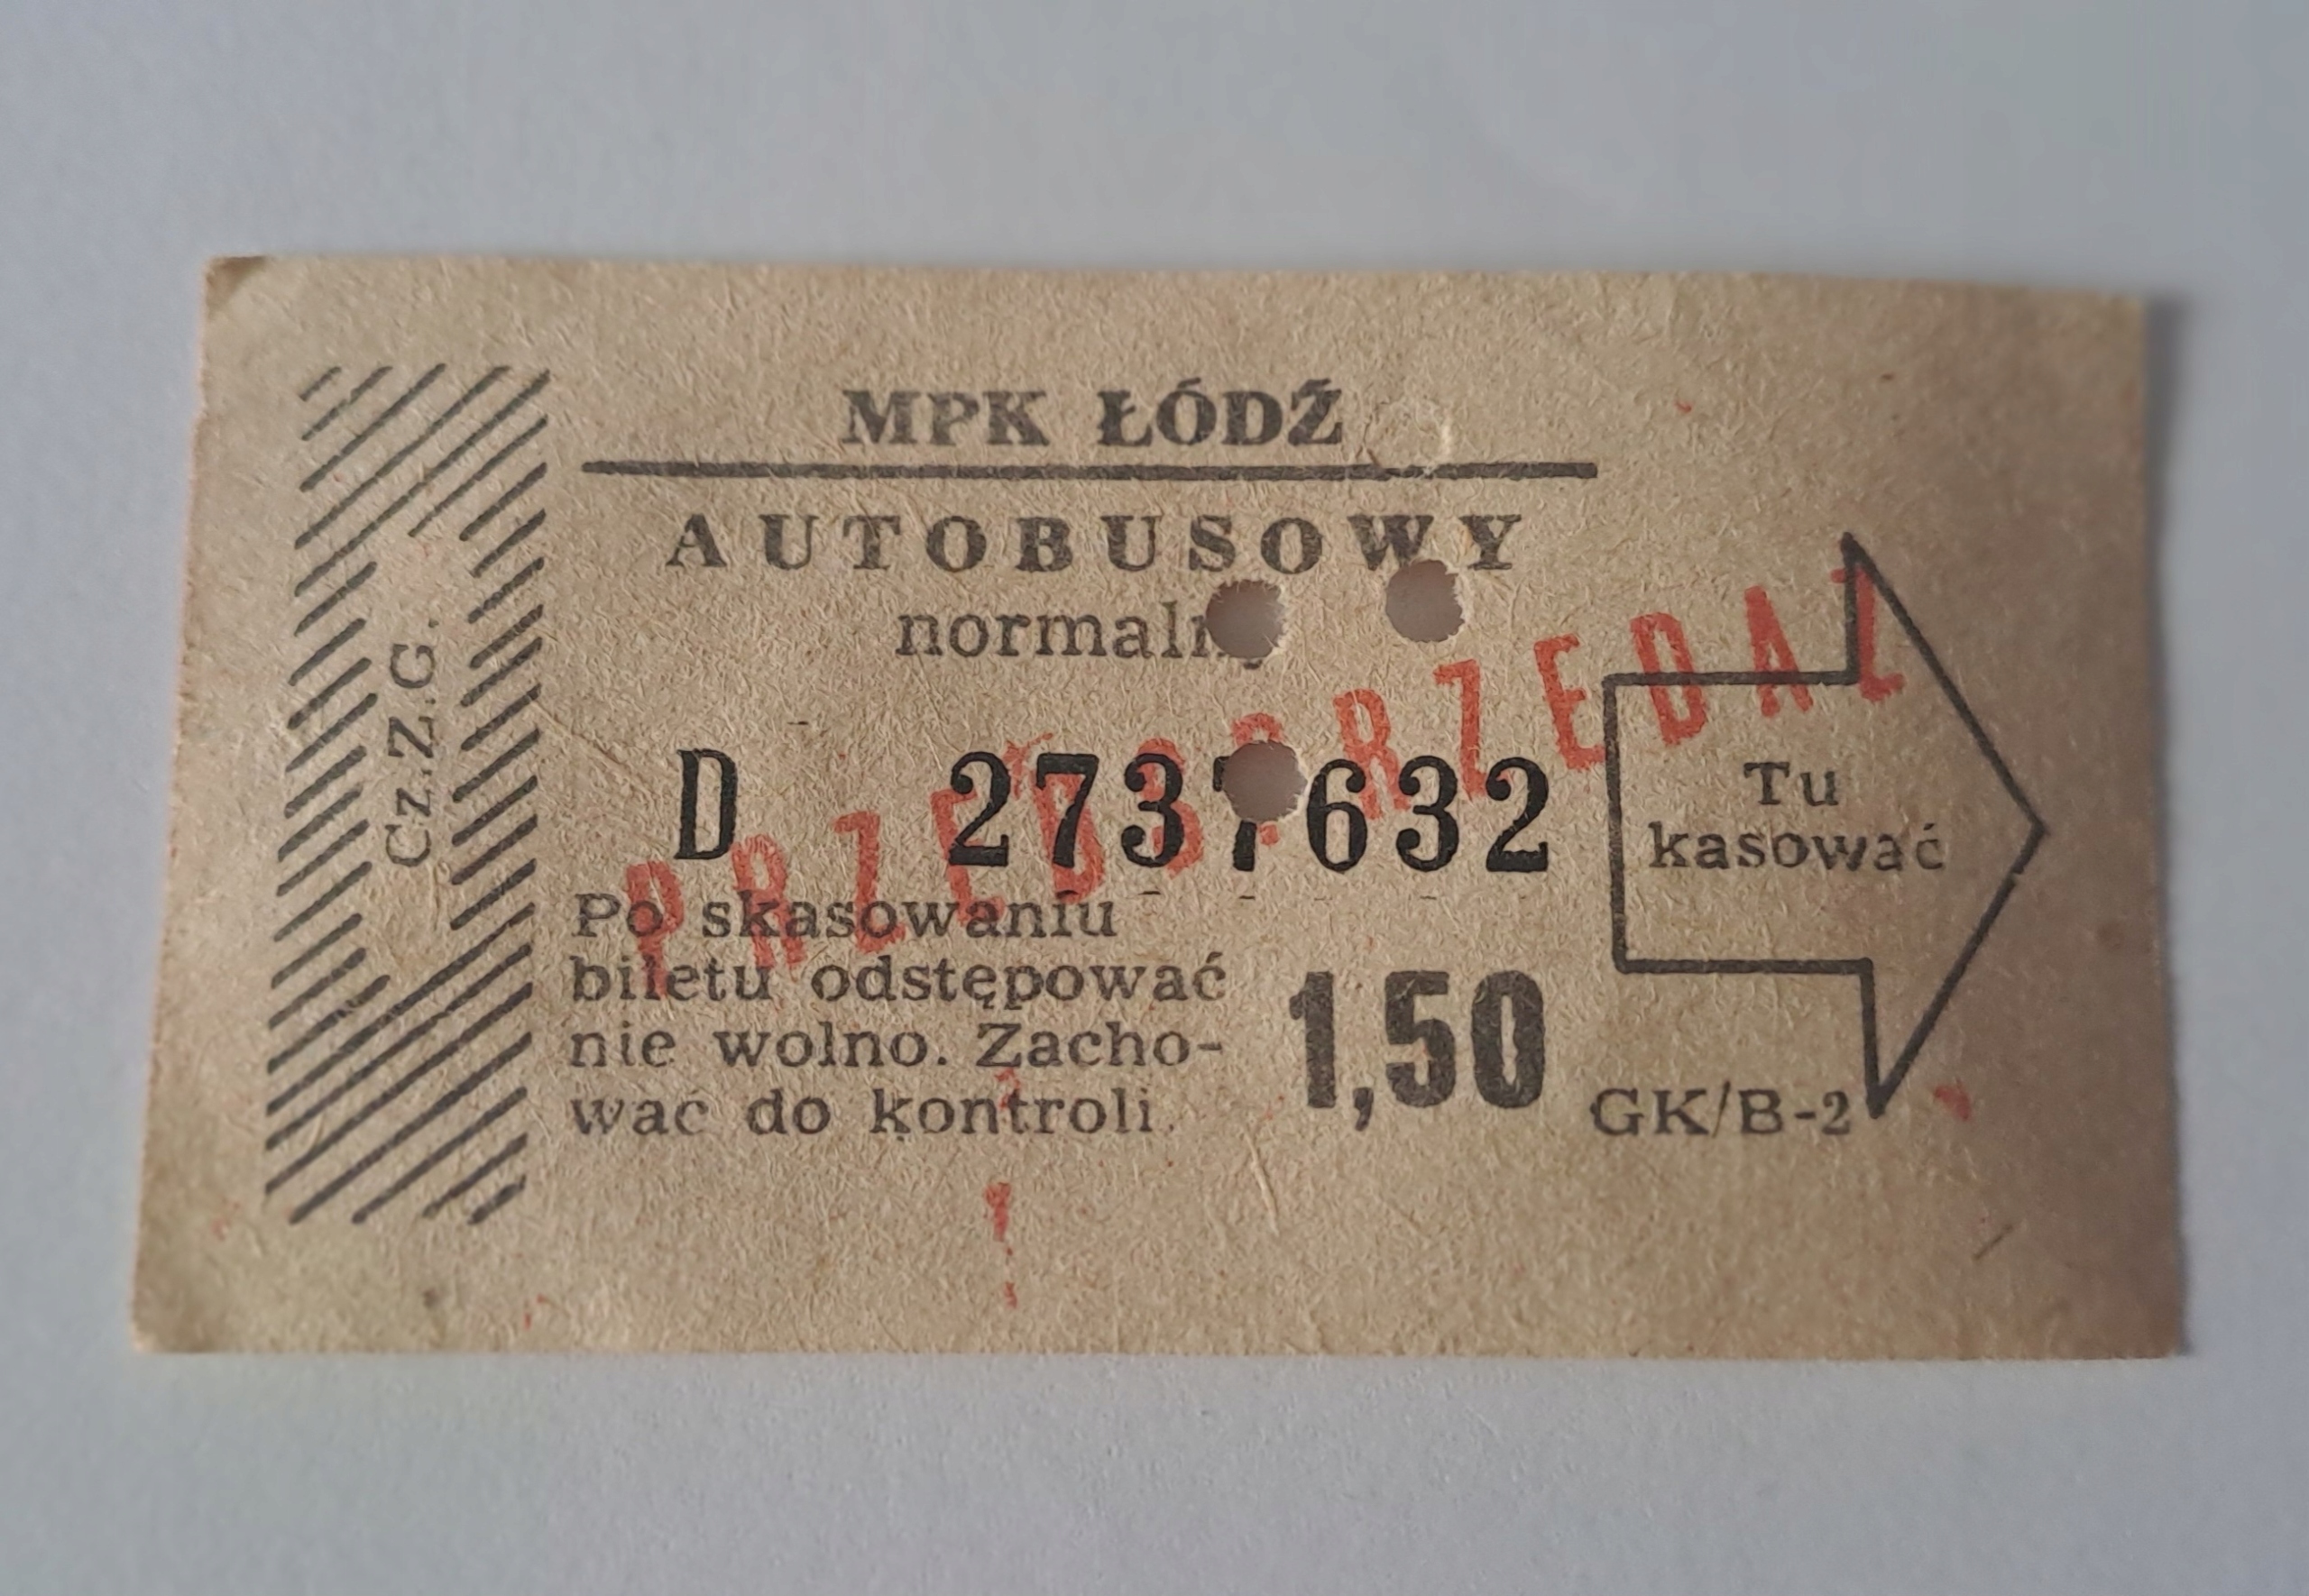 MPK ŁÓDŹ
AUTOBUSOWY
normalny
D 2737632
PRZEDSPRZEDAŻ
Po skasowaniu
biletu odstępować
nie wolno. Zacho-
wać do kontroli.
1,50
GK/B-2
Tu
kasować
Cz.Z.G.